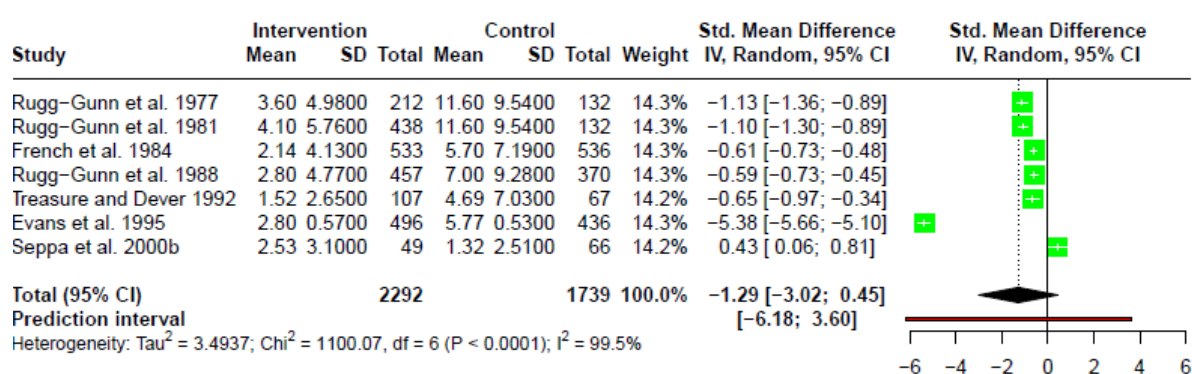 Intervention Control Std. Mean Difference Std. Mean Difference
Study Mean SD Total Mean SD Total Weight IV, Random, 95% CI IV, Random, 95% CI
Rugg−Gunn et al. 1977 3.60 4.9800 212 11.60 9.5400 132 14.3% −1.13 [−1.36; −0.89]
Rugg−Gunn et al. 1981 4.10 5.7600 438 11.60 9.5400 132 14.3% −1.10 [−1.30; −0.89]
French et al. 1984 2.14 4.1300 533 5.70 7.1900 536 14.3% −0.61 [−0.73; −0.48]
Rugg−Gunn et al. 1988 2.80 4.7700 457 7.00 9.2800 370 14.3% −0.59 [−0.73; −0.45]
Treasure and Dever 1992 1.52 2.6500 107 4.69 7.0300 67 14.3% −0.65 [−0.97; −0.34]
Evans et al. 1995 2.80 0.5700 496 5.77 0.5300 436 14.3% −5.38 [−5.66; −5.10]
Seppa et al. 2000b 2.53 3.1000 49 1.32 2.5100 66 14.2% 0.43 [ 0.06; 0.81]
Total (95% CI) 2292 1739 100.0% −1.29 [−3.02; 0.45]
Prediction interval [−6.18; 3.60]
Heterogeneity: Tau² = 3.4937; Chi² = 1100.07, df = 6 (P < 0.0001); I² = 99.5%
−6 −4 −2 0 2 4 6